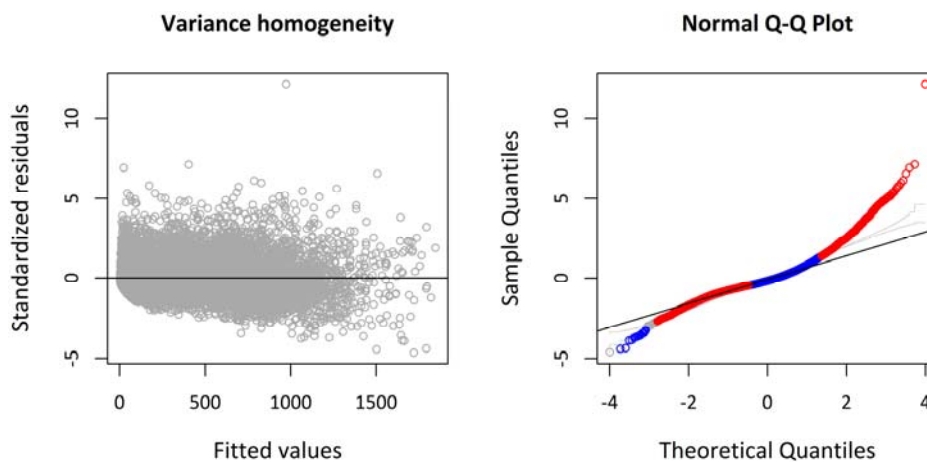 Variance homogeneity
Standardized residuals
10
5
0
-5
0 500 1000 1500
Fitted values
Normal Q-Q Plot
Sample Quantiles
10
5
0
-5
-4 -2 0 2 4
Theoretical Quantiles